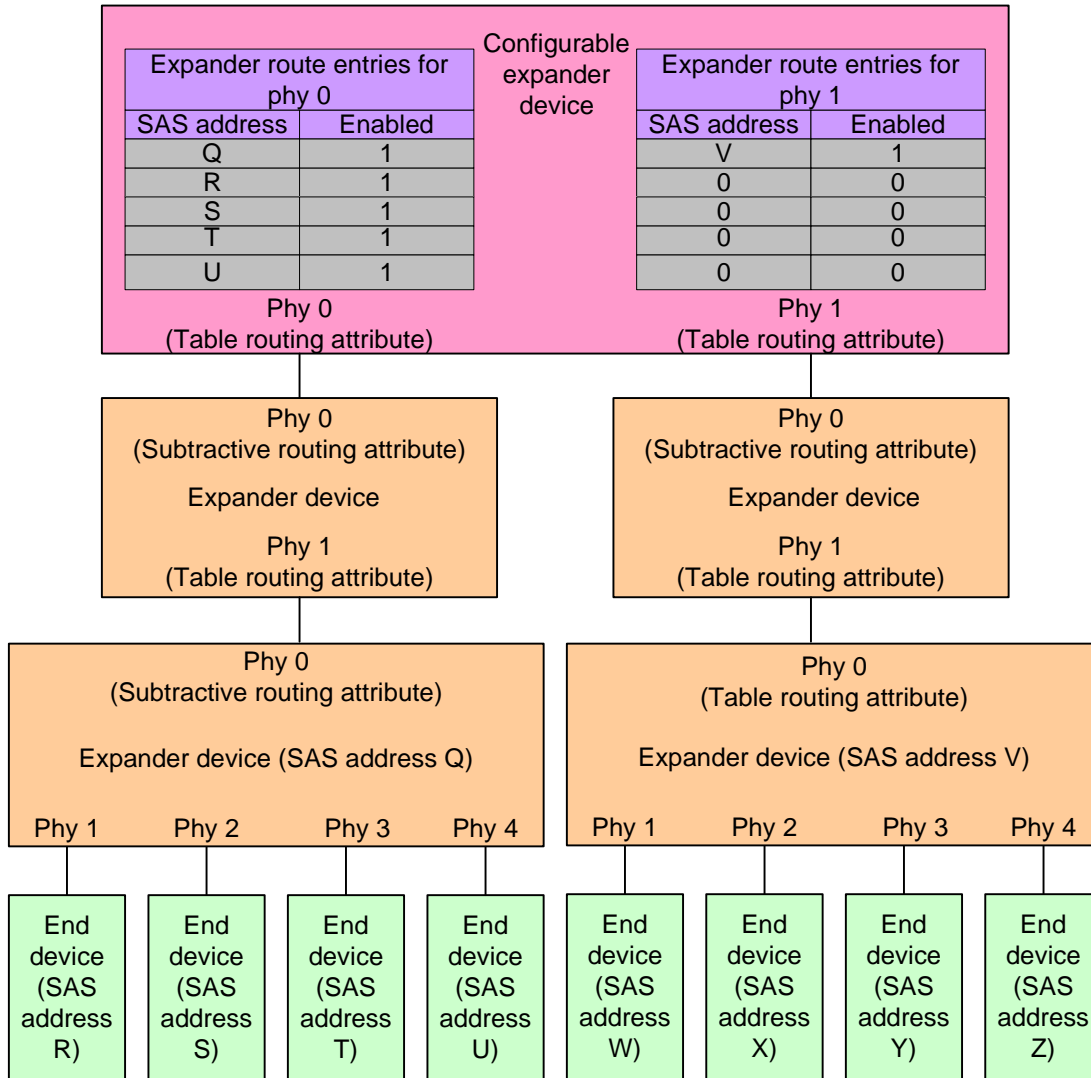 Configurable
expander
device
Expander route entries for
phy 0
SAS address Enabled
Q 1
R 1
S 1
T 1
U 1
Expander route entries for
phy 1
SAS address Enabled
V 1
0 0
0 0
0 0
0 0
Phy 0
(Table routing attribute)
Phy 1
(Table routing attribute)
Phy 0
(Subtractive routing attribute)
Expander device
Phy 1
(Table routing attribute)
Phy 0
(Subtractive routing attribute)
Expander device
Phy 1
(Table routing attribute)
Phy 0
(Subtractive routing attribute)
Expander device (SAS address Q)
Phy 1 Phy 2 Phy 3 Phy 4
Phy 0
(Table routing attribute)
Expander device (SAS address V)
Phy 1 Phy 2 Phy 3 Phy 4
End
device
(SAS
address
R)
End
device
(SAS
address
S)
End
device
(SAS
address
T)
End
device
(SAS
address
U)
End
device
(SAS
address
W)
End
device
(SAS
address
X)
End
device
(SAS
address
Y)
End
device
(SAS
address
Z)